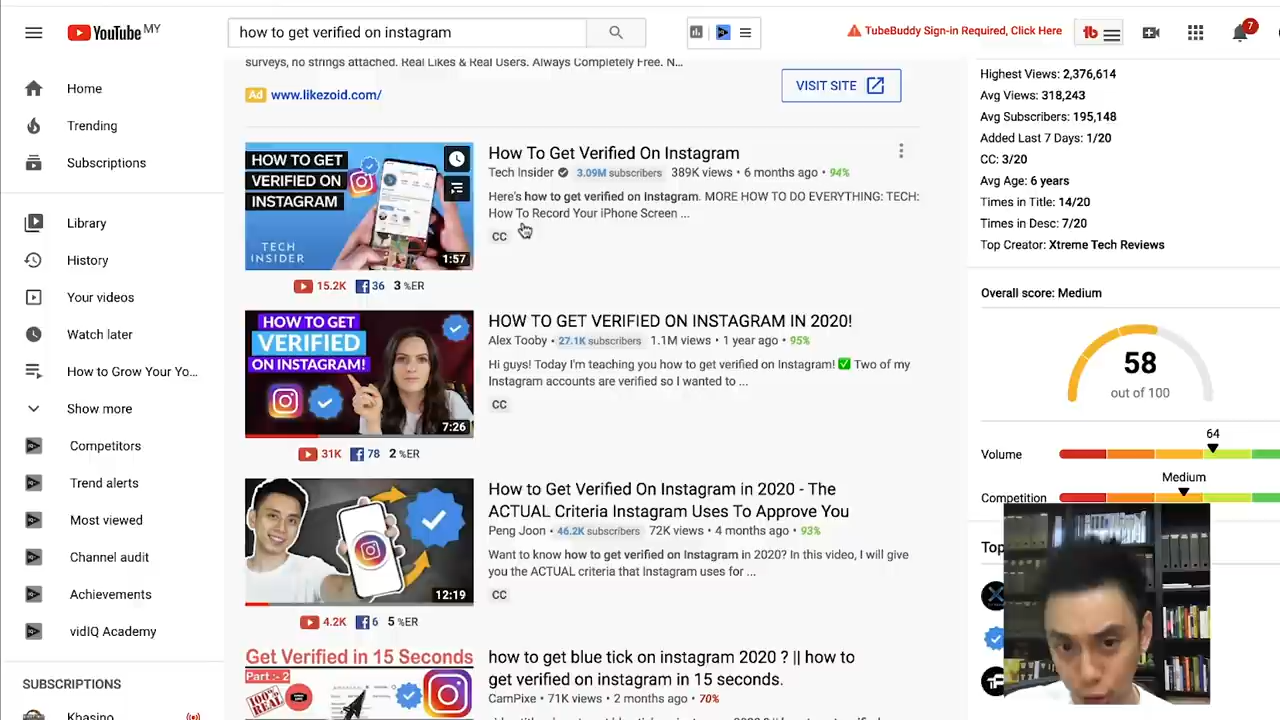 YouTube MY
how to get verified on instagram
TubeBuddy Sign-in Required, Click Here
tb
7
Home
Trending
Subscriptions
Library
History
Your videos
Watch later
How to Grow Your Yo...
Show more
Competitors
Trend alerts
Most viewed
Channel audit
Achievements
vidIQ Academy
SUBSCRIPTIONS
Khasino
surveys, no strings attached. Real Likes & Real Users. Always Completely Free. N...
Ad www.likezoid.com/
VISIT SITE
HOW TO GET
VERIFIED ON
INSTAGRAM
TECH
INSIDER
1:57
How To Get Verified On Instagram
Tech Insider 3.09M subscribers 389K views • 6 months ago • 94%
Here's how to get verified on Instagram. MORE HOW TO DO EVERYTHING: TECH:
How To Record Your iPhone Screen ...
CC
15.2K 36 3 %ER
HOW TO GET
VERIFIED
ON INSTAGRAM!
7:26
HOW TO GET VERIFIED ON INSTAGRAM IN 2020!
Alex Tooby • 27.1K subscribers 1.1M views • 1 year ago • 95%
Hi guys! Today I'm teaching you how to get verified on Instagram! ✅ Two of my
Instagram accounts are verified so I wanted to ...
CC
31K 78 2 %ER
12:19
How to Get Verified On Instagram in 2020 - The
ACTUAL Criteria Instagram Uses To Approve You
Peng Joon • 46.2K subscribers 72K views • 4 months ago • 93%
Want to know how to get verified on Instagram in 2020? In this video, I will give
you the ACTUAL criteria that Instagram uses for ...
CC
4.2K 6 5 %ER
Get Verified in 15 Seconds
Part :- 2
100%
REAL
how to get blue tick on instagram 2020 ? || how to
get verified on instagram in 15 seconds.
CamPixe • 71K views • 2 months ago • 70%
Highest Views: 2,376,614
Avg Views: 318,243
Avg Subscribers: 195,148
Added Last 7 Days: 1/20
CC: 3/20
Avg Age: 6 years
Times in Title: 14/20
Times in Desc: 7/20
Top Creator: Xtreme Tech Reviews
Overall score: Medium
58
out of 100
64
Volume
Medium
Competition
Top